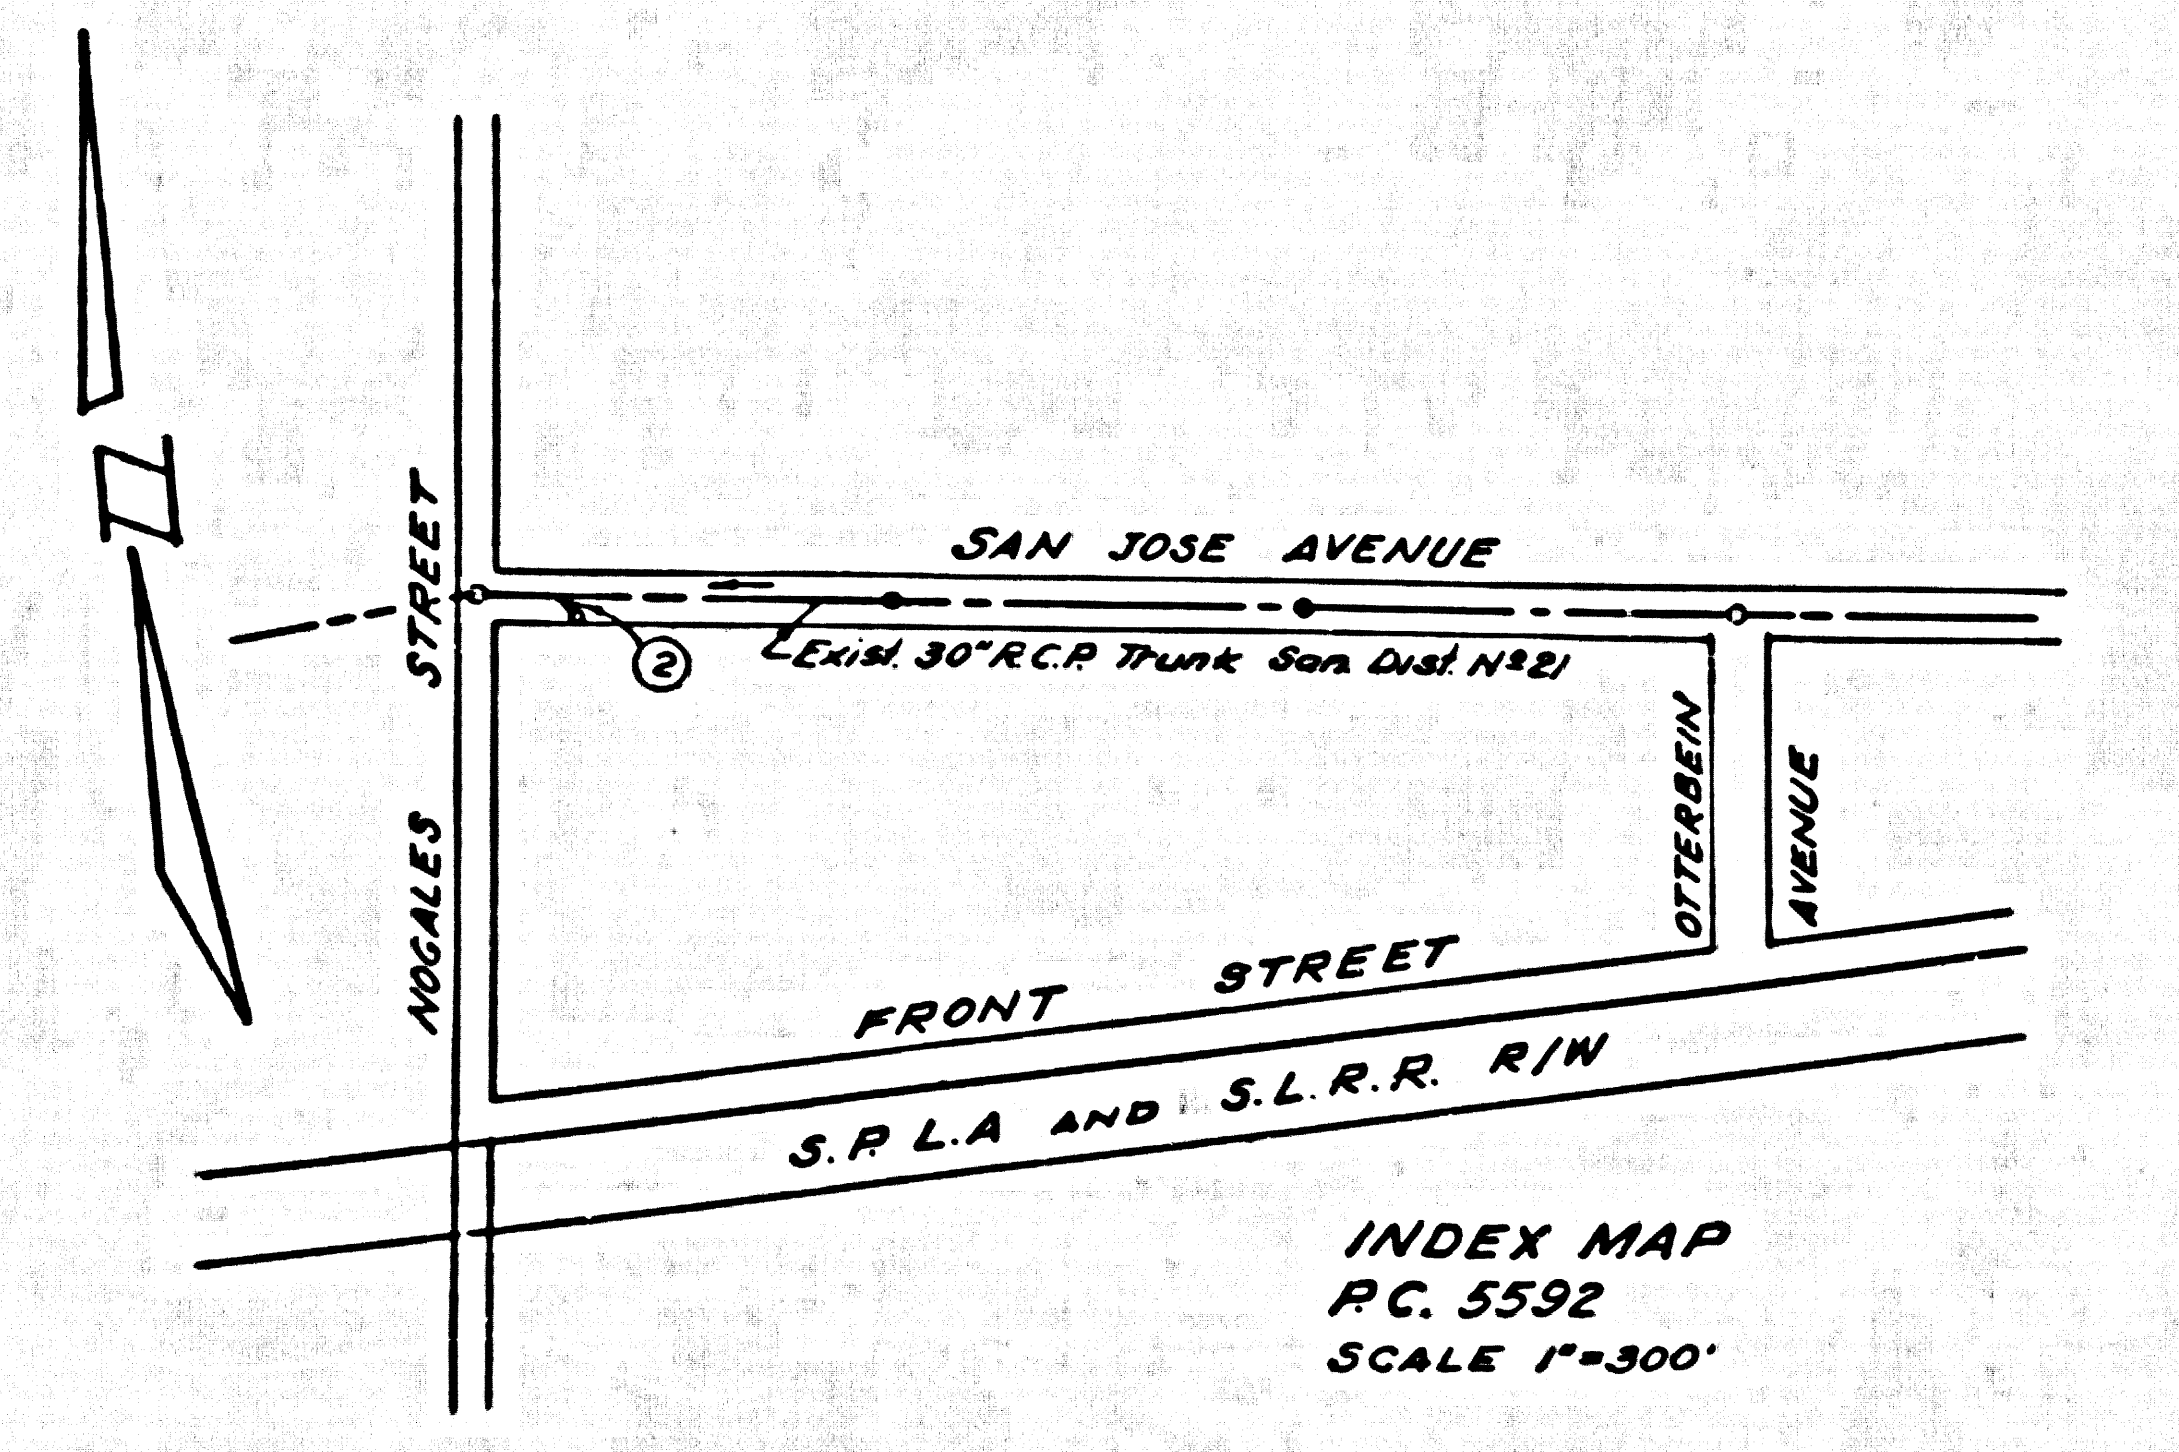 N
NOGALES STREET
SAN JOSE AVENUE
2
Exist. 30" R.C.P. Trunk San. Dist. Nº 21
OTTERBEIN
AVENUE
FRONT STREET
S.P. L.A AND S.L.R.R. R/W
INDEX MAP
P.C. 5592
SCALE 1"=300'